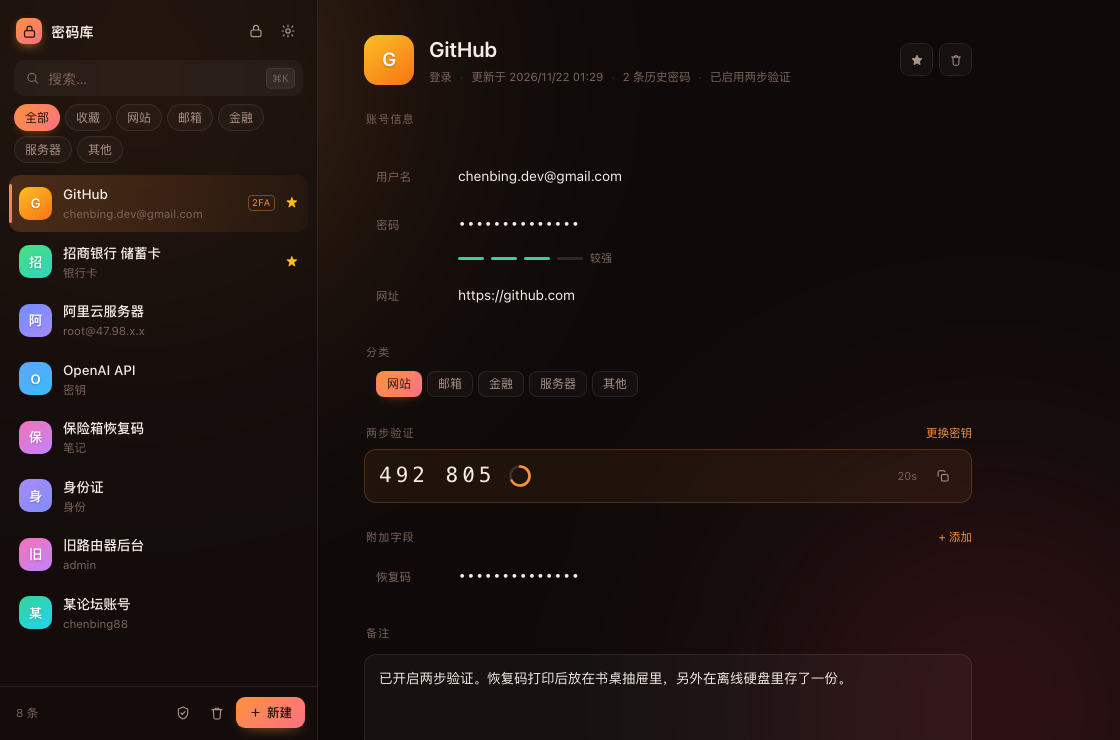 密码库
搜索... ⌘K
全部 收藏 网站 邮箱 金融
服务器 其他
G GitHub 2FA
chenbing.dev@gmail.com
招 招商银行 储蓄卡
银行卡
阿 阿里云服务器
root@47.98.x.x
O OpenAI API
密钥
保 保险箱恢复码
笔记
身 身份证
身份
旧 旧路由器后台
admin
某 某论坛账号
chenbing88
8 条 + 新建
G GitHub
登录 · 更新于 2026/11/22 01:29 · 2 条历史密码 · 已启用两步验证
账号信息
用户名 chenbing.dev@gmail.com
密码 ••••••••••••••
较强
网址 https://github.com
分类
网站 邮箱 金融 服务器 其他
两步验证 更换密钥
492 805 20s
附加字段 + 添加
恢复码 ••••••••••••••
备注
已开启两步验证。恢复码打印后放在书桌抽屉里，另外在离线硬盘里存了一份。